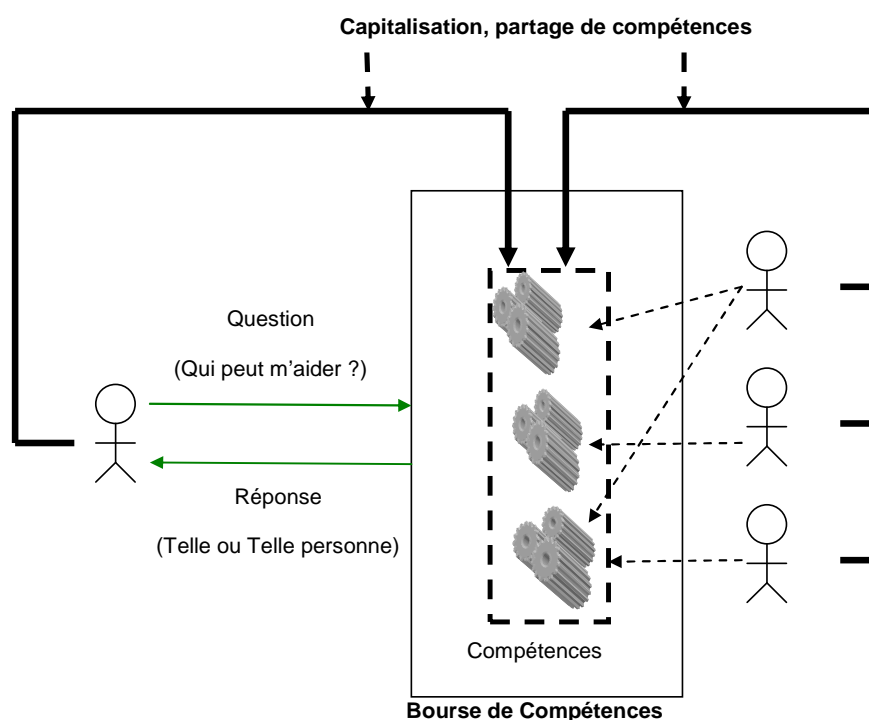 Capitalisation, partage de compétences
Question
(Qui peut m'aider ?)
Réponse
(Telle ou Telle personne)
Compétences
Bourse de Compétences